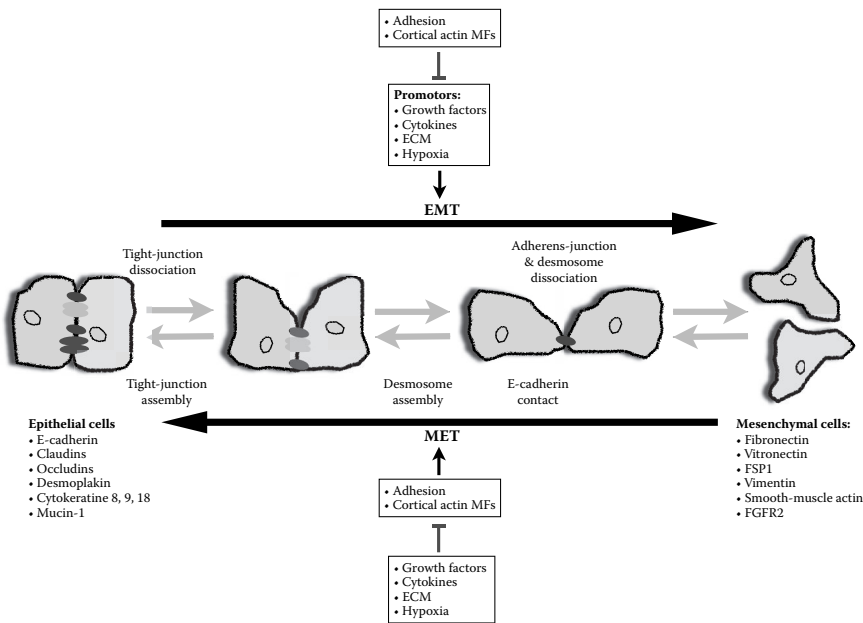 • Adhesion
• Cortical actin MFs
Promotors:
• Growth factors
• Cytokines
• ECM
• Hypoxia
EMT
Tight-junction
dissociation
Adherens-junction
& desmosome
dissociation
Tight-junction
assembly
Desmosome
assembly
E-cadherin
contact
Epithelial cells
• E-cadherin
• Claudins
• Occludins
• Desmoplakin
• Cytokeratine 8, 9, 18
• Mucin-1
MET
Mesenchymal cells:
• Fibronectin
• Vitronectin
• FSP1
• Vimentin
• Smooth-muscle actin
• FGFR2
• Adhesion
• Cortical actin MFs
• Growth factors
• Cytokines
• ECM
• Hypoxia